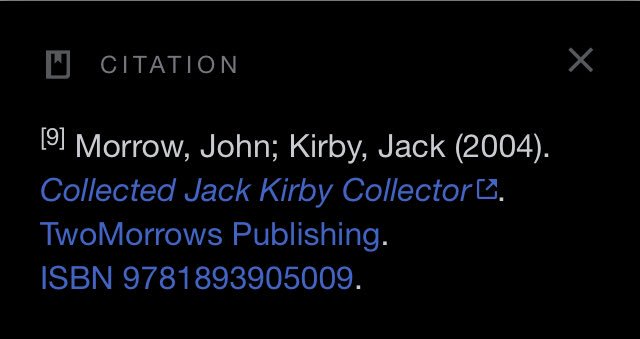 CITATION
[9] Morrow, John; Kirby, Jack (2004).
Collected Jack Kirby Collector.
TwoMorrows Publishing.
ISBN 9781893905009.